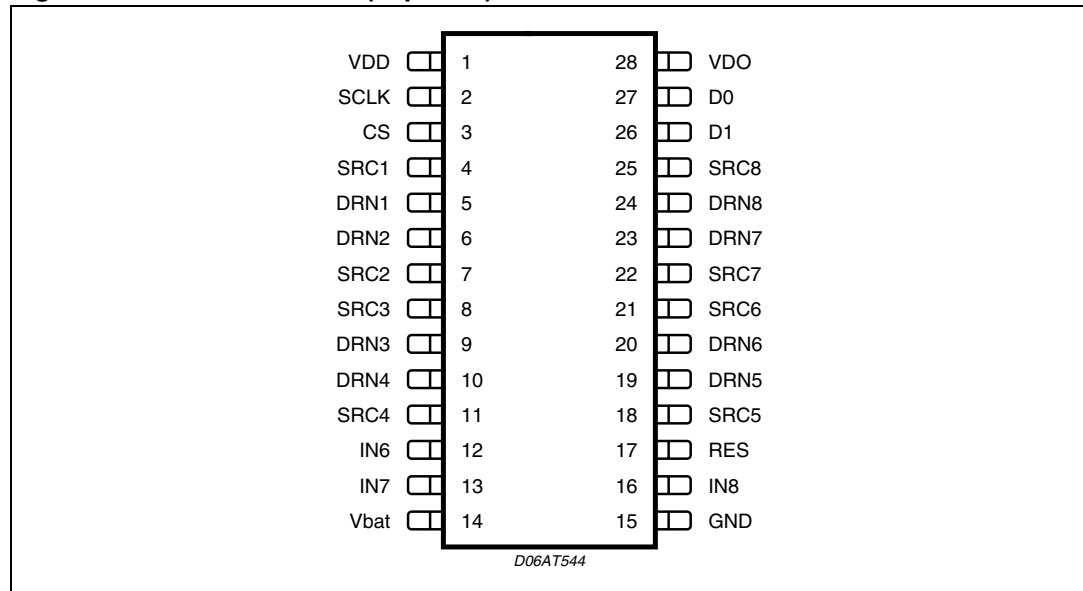 VDD 1 28 VDO
SCLK 2 27 D0
CS 3 26 D1
SRC1 4 25 SRC8
DRN1 5 24 DRN8
DRN2 6 23 DRN7
SRC2 7 22 SRC7
SRC3 8 21 SRC6
DRN3 9 20 DRN6
DRN4 10 19 DRN5
SRC4 11 18 SRC5
IN6 12 17 RES
IN7 13 16 IN8
Vbat 14 15 GND
D06AT544